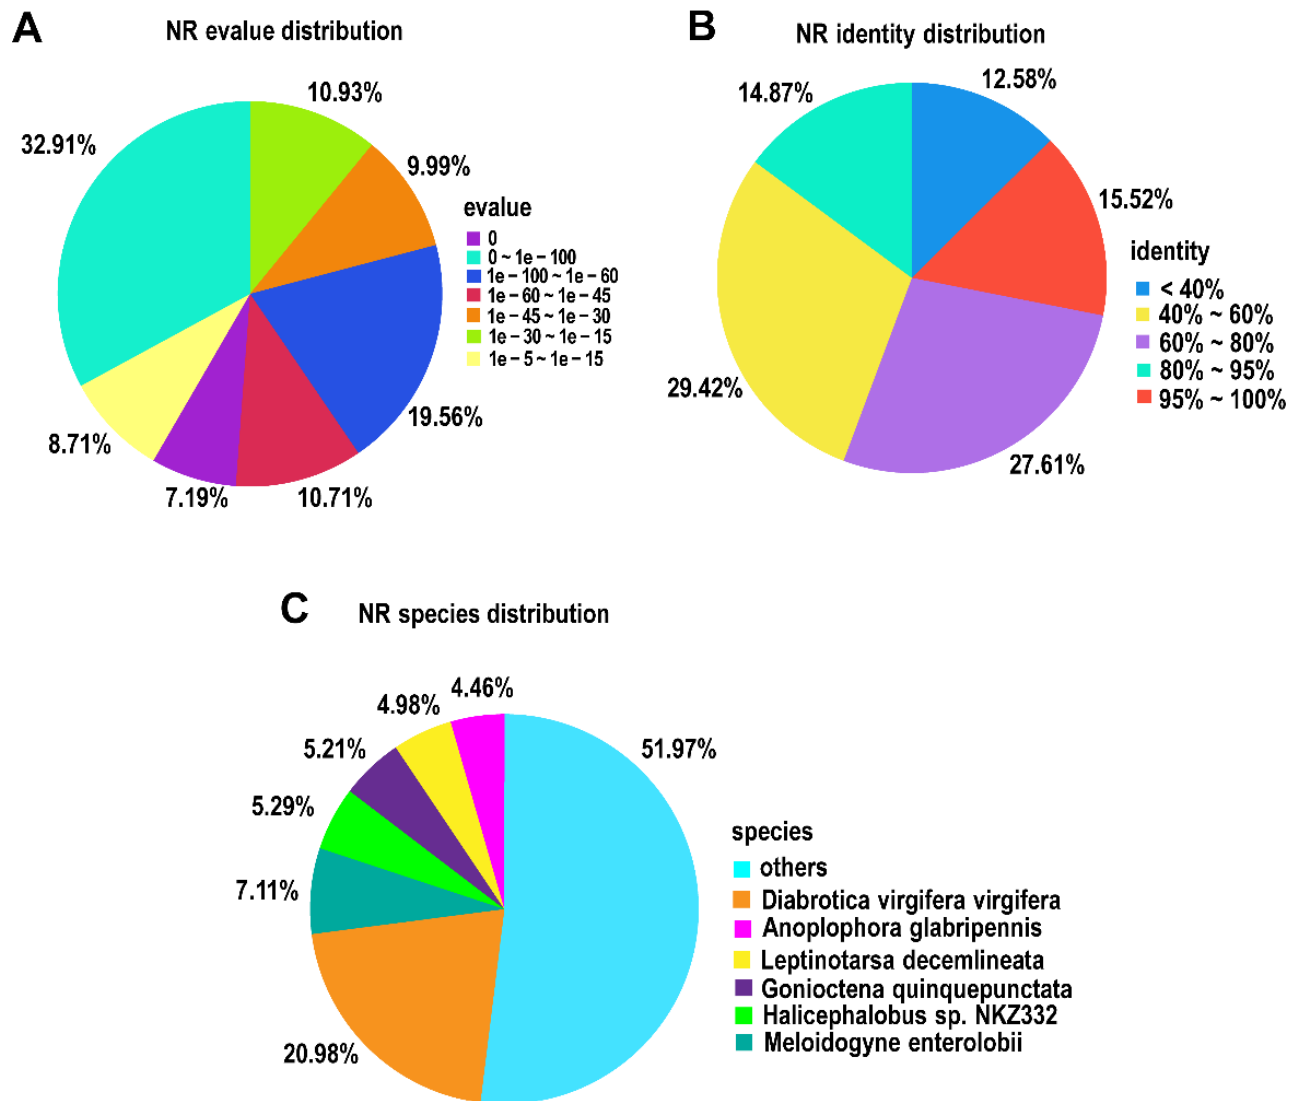 A
NR evalue distribution
10.93%
32.91%
9.99%
evalue
0
0 ~ 1e − 100
1e − 100 ~ 1e − 60
1e − 60 ~ 1e − 45
1e − 45 ~ 1e − 30
1e − 30 ~ 1e − 15
1e − 5 ~ 1e − 15
19.56%
8.71%
7.19%
10.71%
B
NR identity distribution
12.58%
14.87%
15.52%
identity
< 40%
40% ~ 60%
60% ~ 80%
80% ~ 95%
95% ~ 100%
29.42%
27.61%
C
NR species distribution
4.46%
4.98%
51.97%
5.21%
5.29%
7.11%
20.98%
species
others
Diabrotica virgifera virgifera
Anoplophora glabripennis
Leptinotarsa decemlineata
Gonioctena quinquepunctata
Halicephalobus sp. NKZ332
Meloidogyne enterolobii